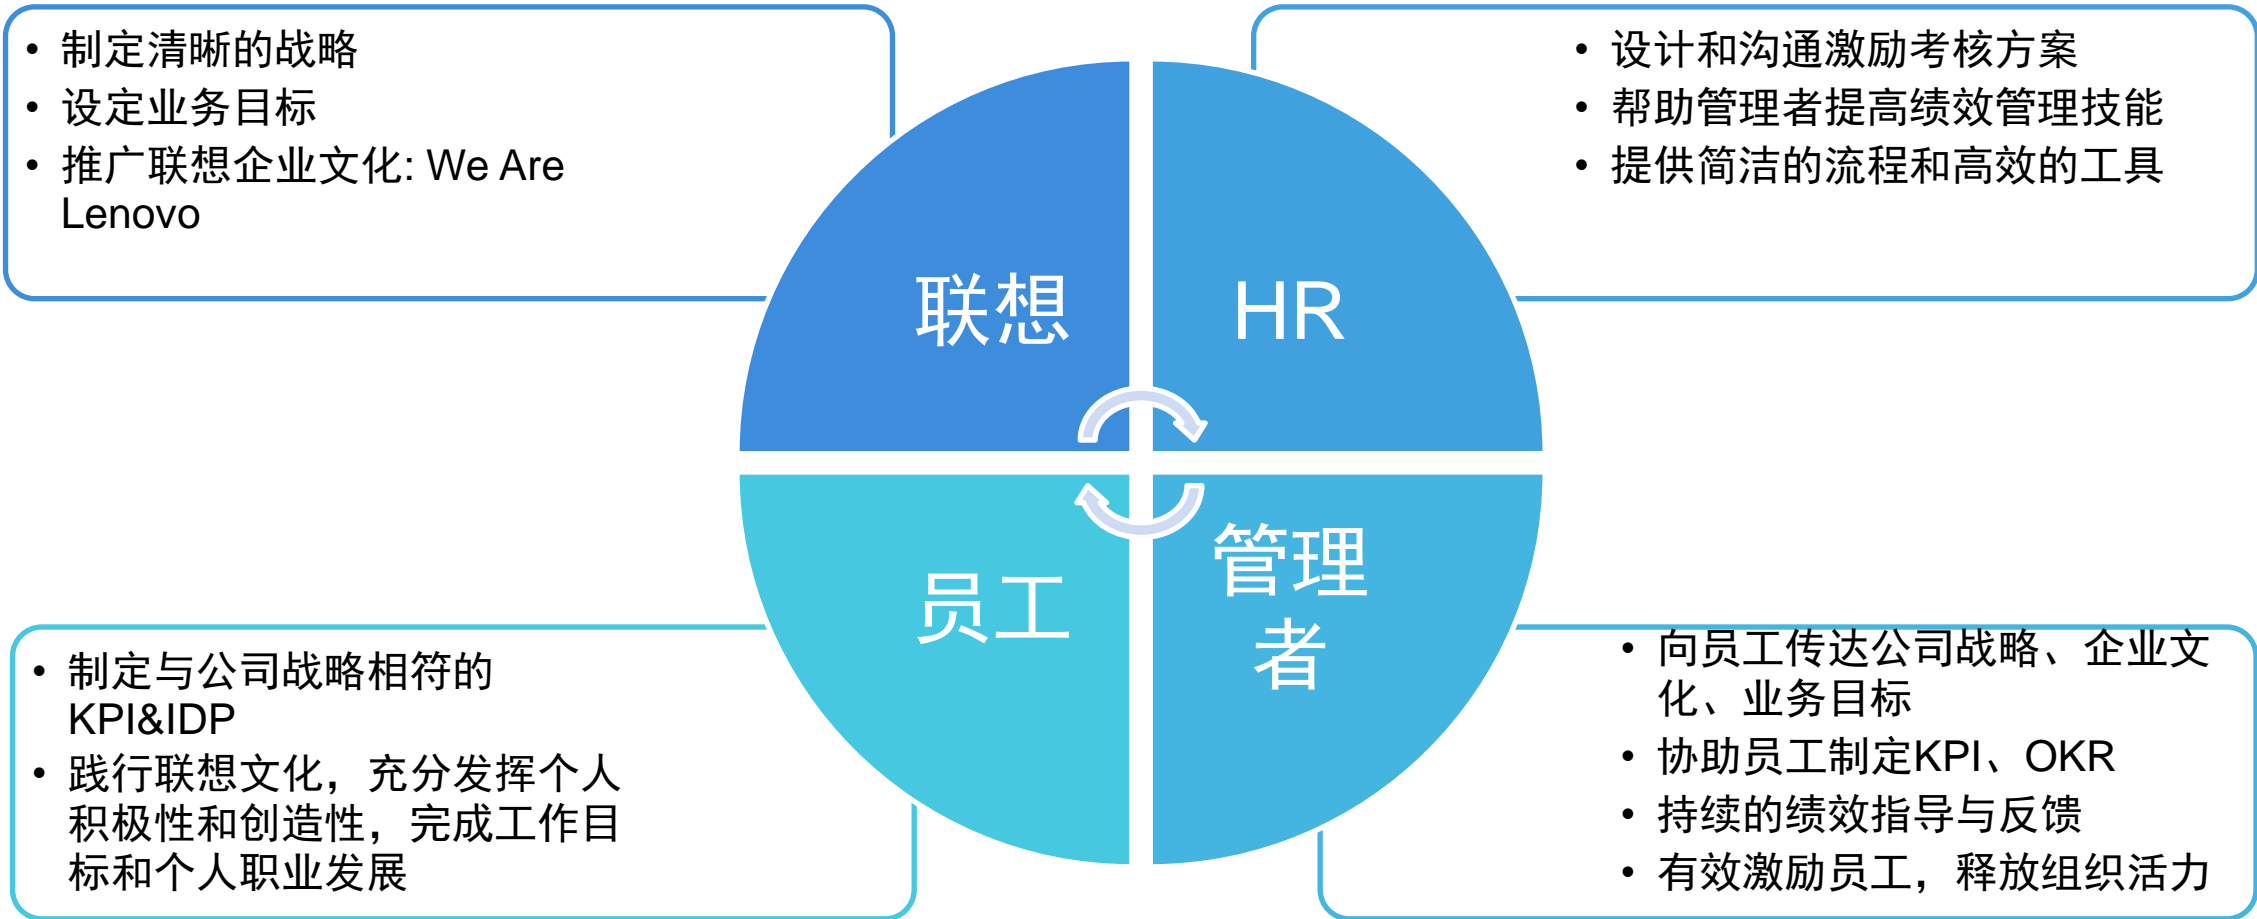 • 制定清晰的战略
• 设定业务目标
• 推广联想企业文化: We Are
Lenovo
• 设计和沟通激励考核方案
• 帮助管理者提高绩效管理技能
• 提供简洁的流程和高效的工具
联想
HR
员工
管理
者
• 制定与公司战略相符的
KPI&IDP
• 践行联想文化，充分发挥个人
积极性和创造性，完成工作目
标和个人职业发展
• 向员工传达公司战略、企业文
化、业务目标
• 协助员工制定KPI、OKR
• 持续的绩效指导与反馈
• 有效激励员工，释放组织活力